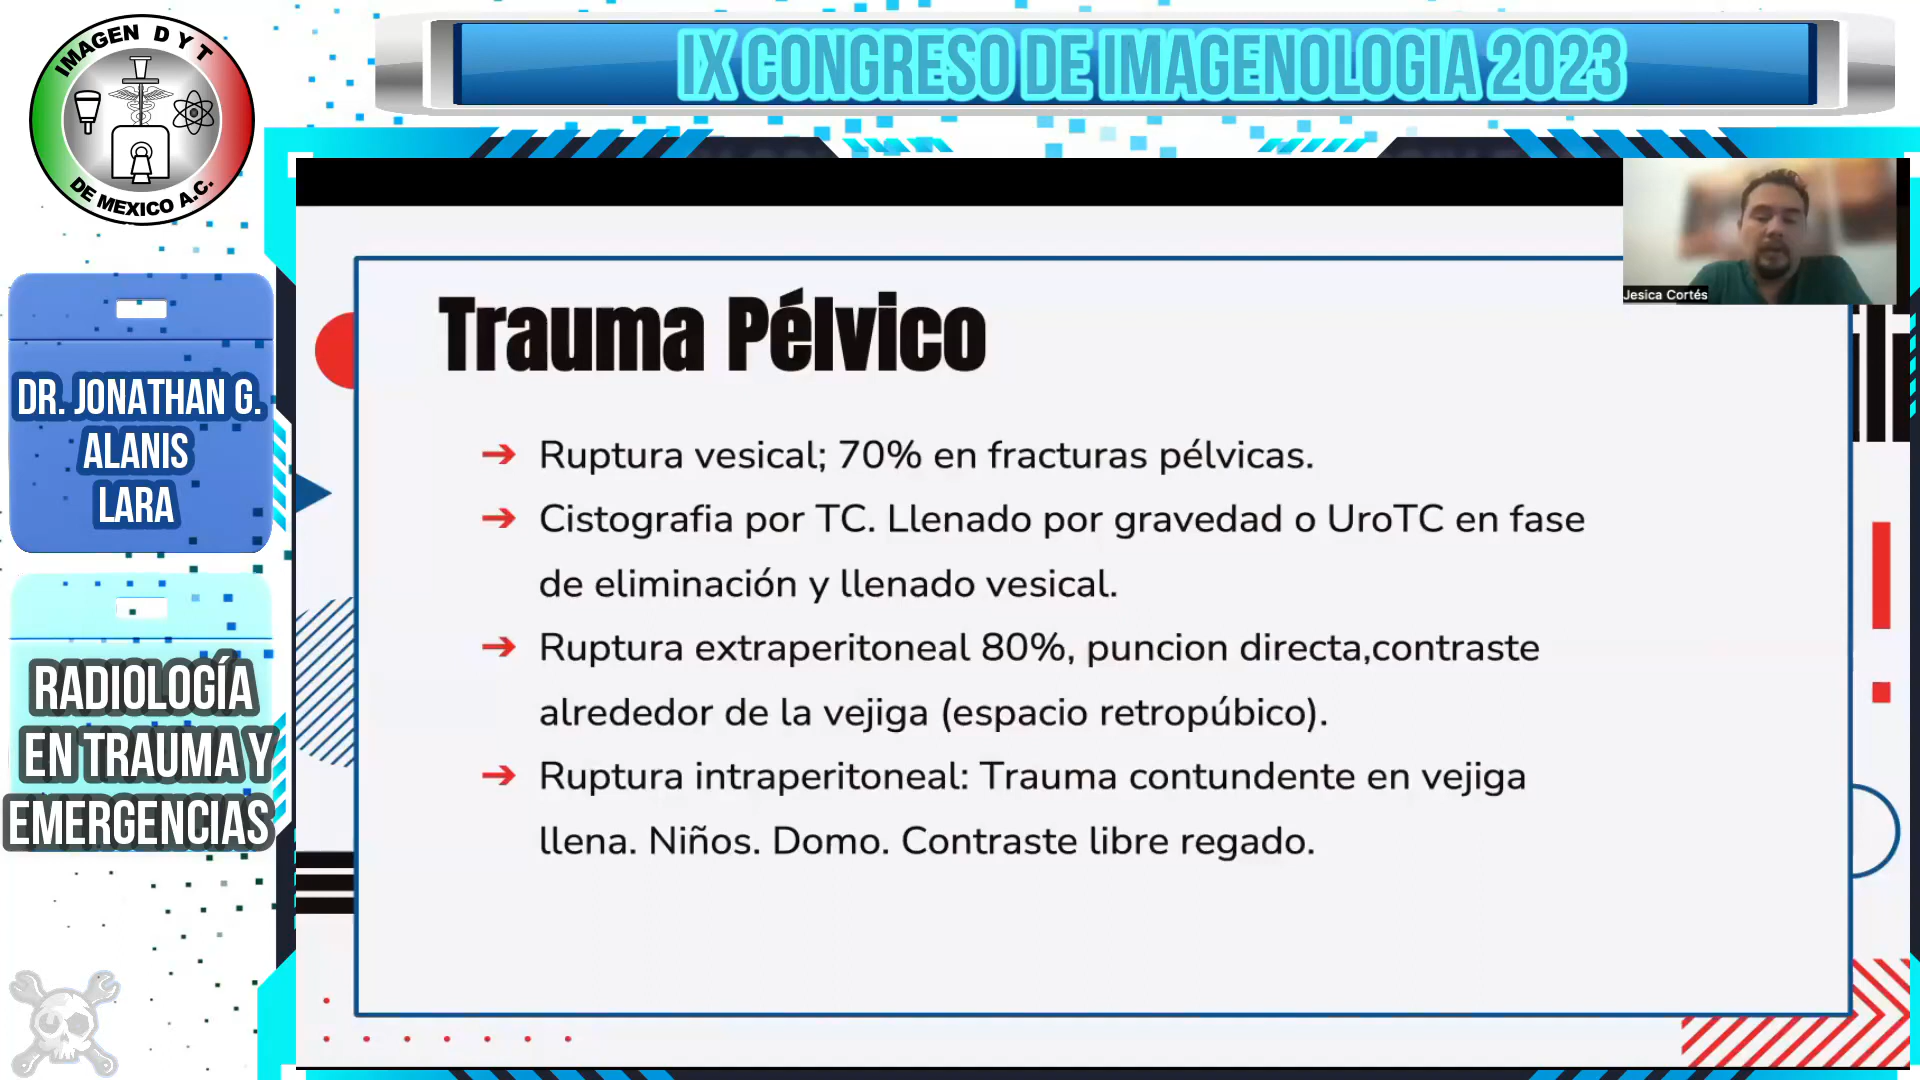 IMAGEN D Y T
DE MEXICO A.C.
IX CONGRESO DE IMAGENOLOGIA 2023
Jesica Cortés
DR. JONATHAN G.
ALANIS
LARA
RADIOLOGÍA
EN TRAUMA Y
EMERGENCIAS
Trauma Pélvico
➔ Ruptura vesical; 70% en fracturas pélvicas.
➔ Cistografia por TC. Llenado por gravedad o UroTC en fase
de eliminación y llenado vesical.
➔ Ruptura extraperitoneal 80%, puncion directa,contraste
alrededor de la vejiga (espacio retropúbico).
➔ Ruptura intraperitoneal: Trauma contundente en vejiga
llena. Niños. Domo. Contraste libre regado.